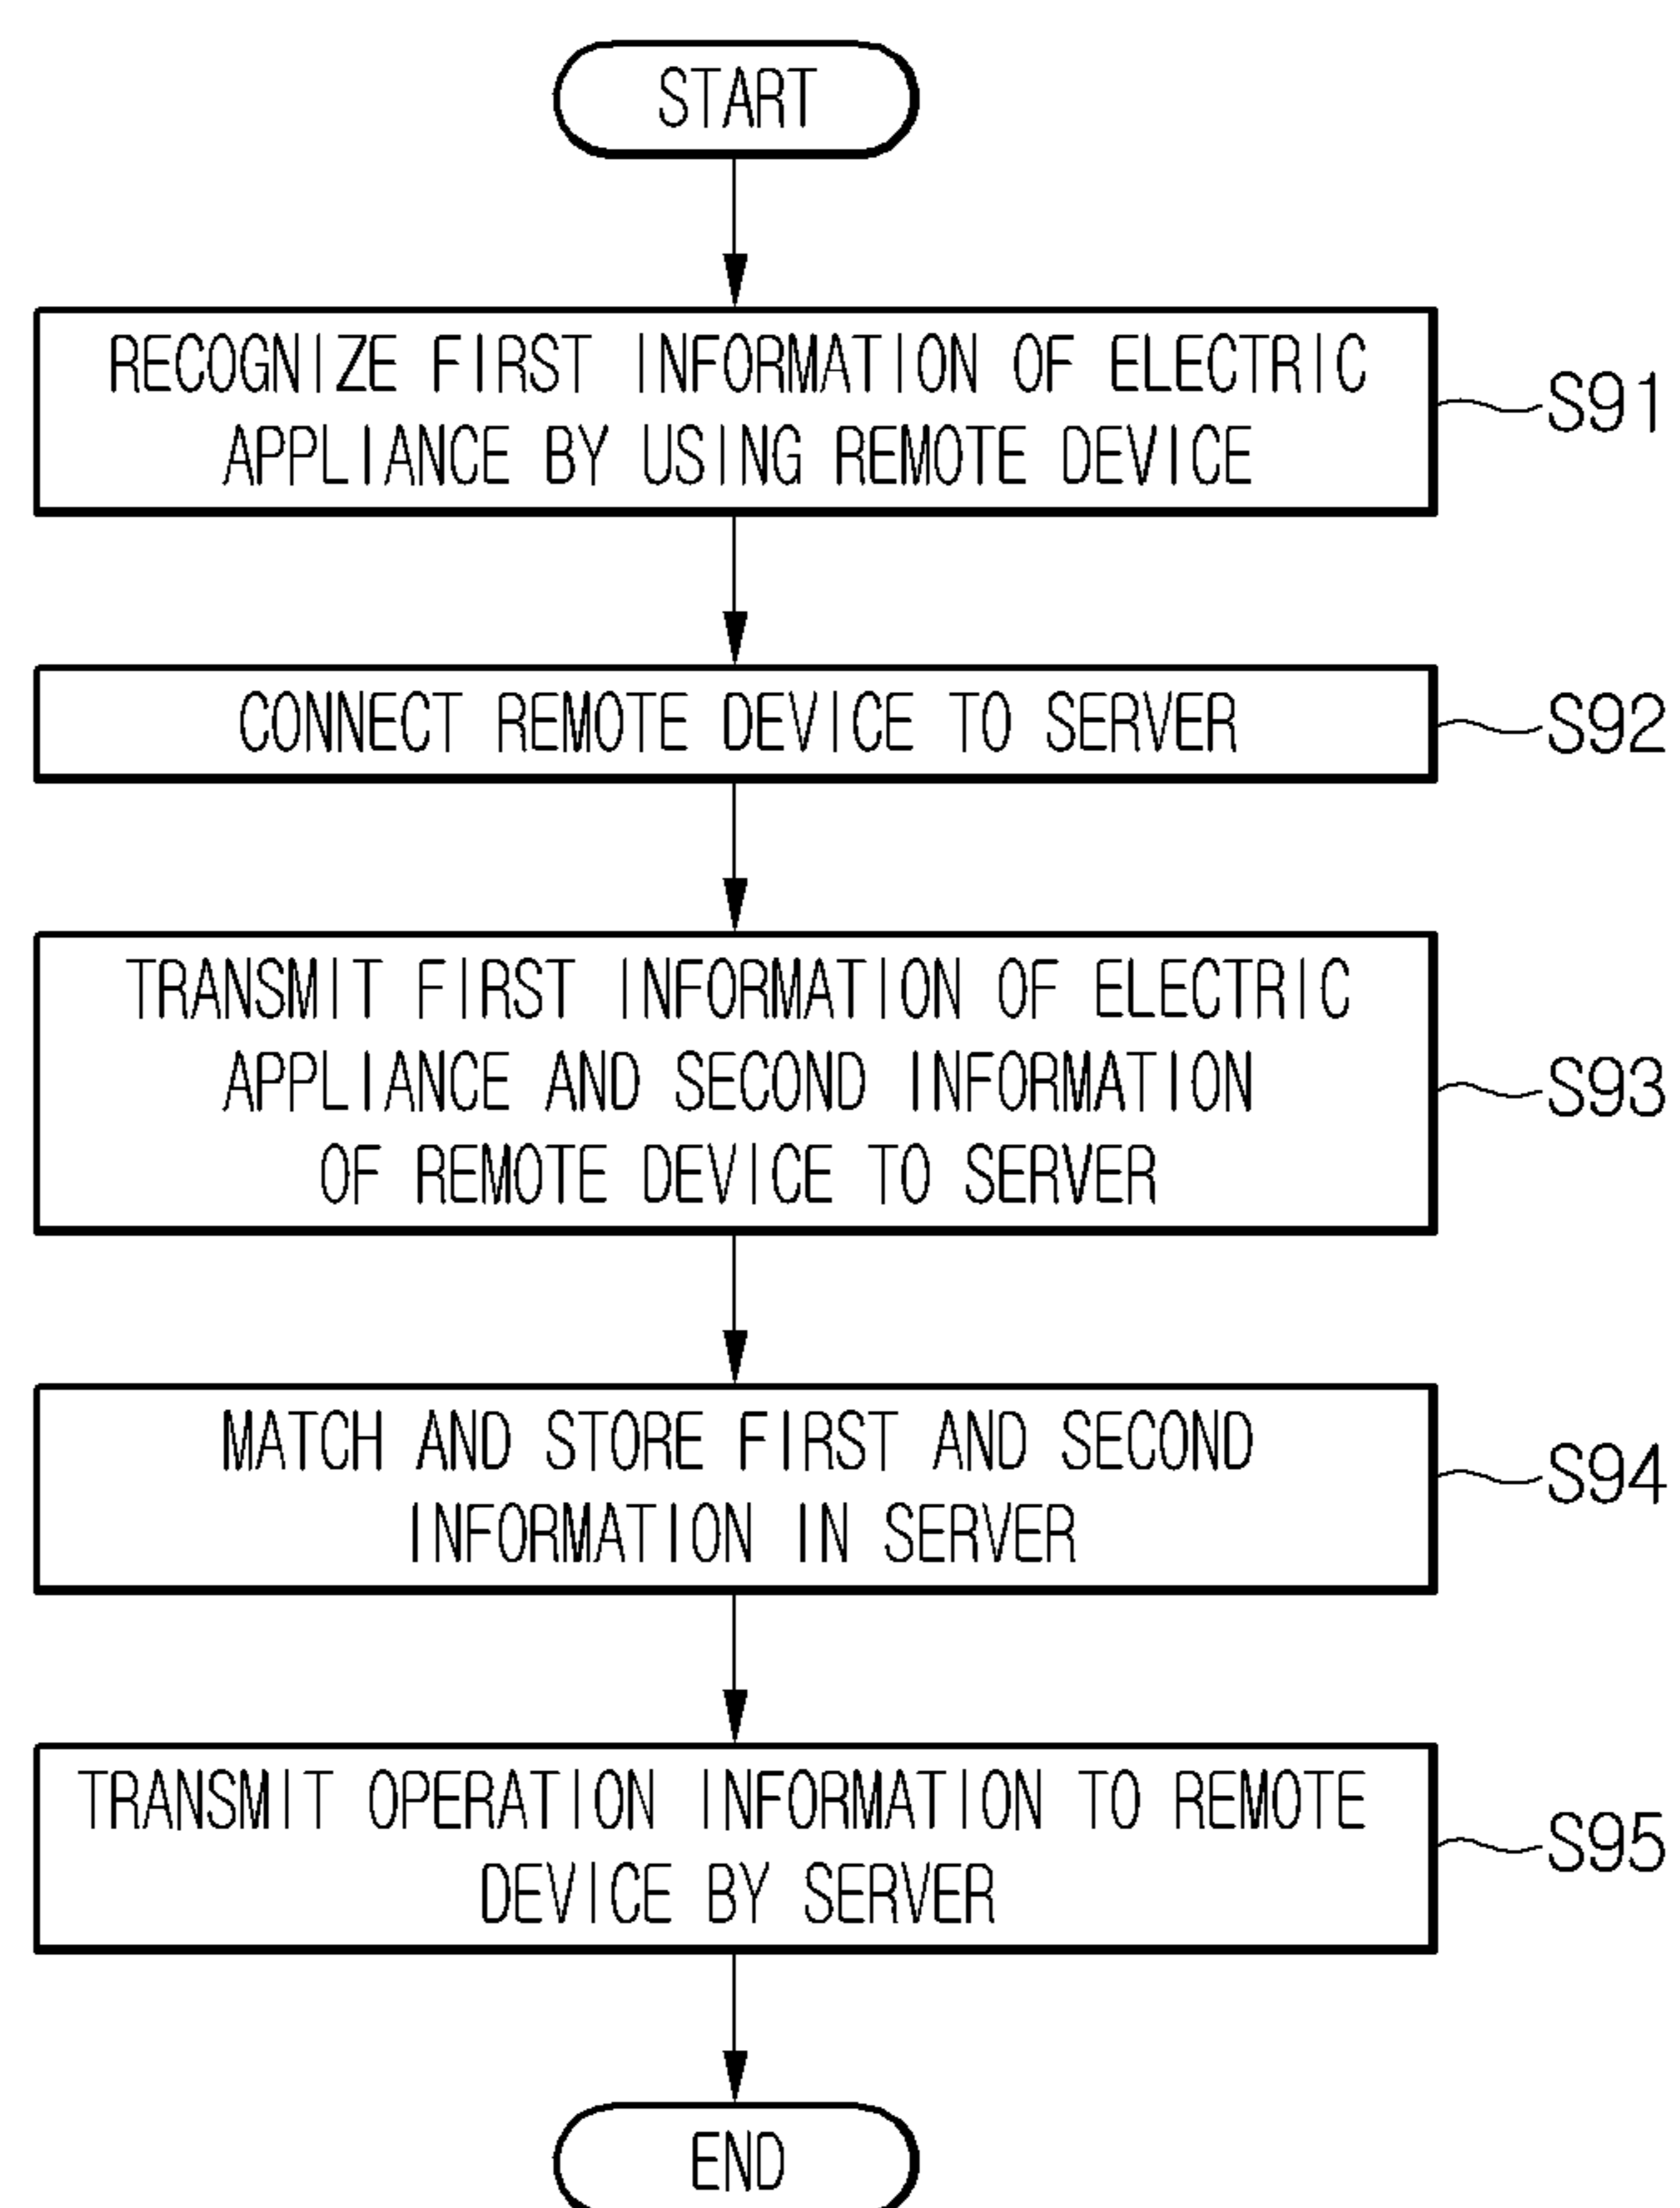 START
RECOGNIZE FIRST INFORMATION OF ELECTRIC
APPLIANCE BY USING REMOTE DEVICE
S91
CONNECT REMOTE DEVICE TO SERVER
S92
TRANSMIT FIRST INFORMATION OF ELECTRIC
APPLIANCE AND SECOND INFORMATION
OF REMOTE DEVICE TO SERVER
S93
MATCH AND STORE FIRST AND SECOND
INFORMATION IN SERVER
S94
TRANSMIT OPERATION INFORMATION TO REMOTE
DEVICE BY SERVER
S95
END